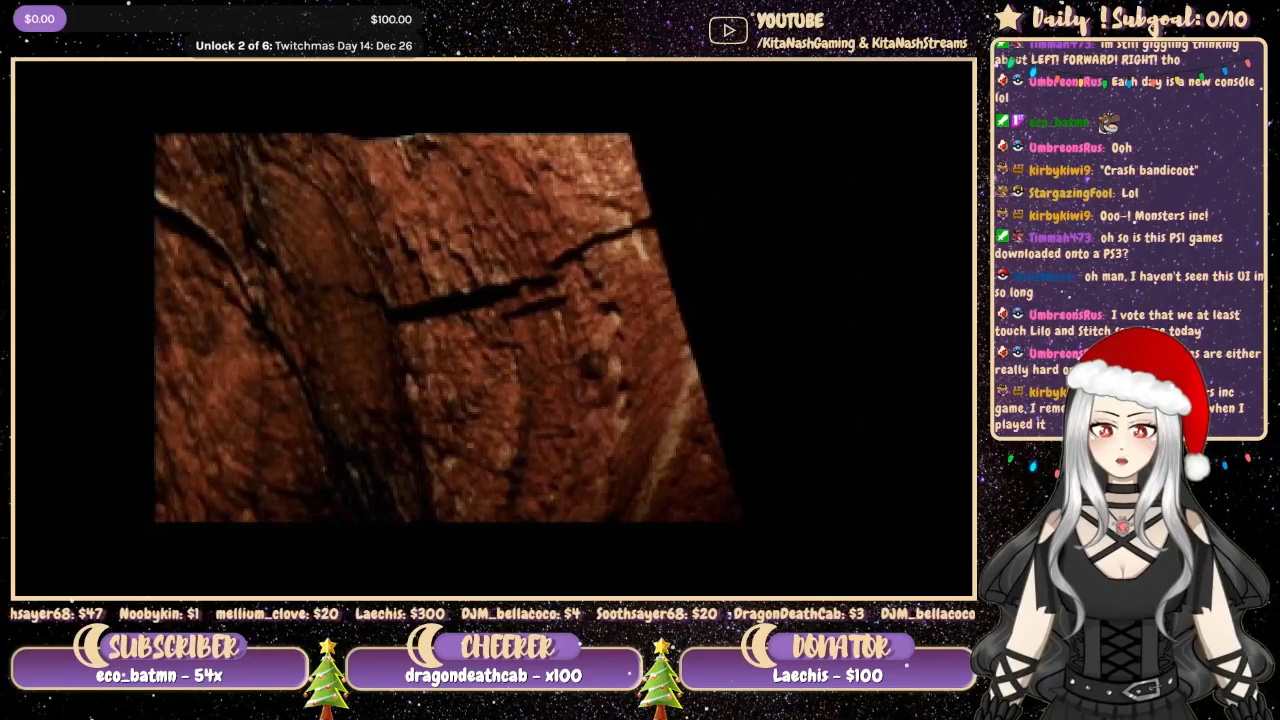 $0.00
$100.00
Unlock 2 of 6: Twitchmas Day 14: Dec 26
YOUTUBE
/KitaNashGaming & KitaNashStreams
Daily !Subgoal: 0/10
Timmah473: im still giggling thinking
about LEFT! FORWARD! RIGHT! tho
UmbreonsRus: Each day is a new console
lol
eco_batmn:
UmbreonsRus: Ooh
kirbykiwi9: "Crash bandicoot"
StargazingFool: Lol
kirbykiwi9: Ooo-! Monsters inc!
Timmah473: oh so is this PS1 games
downloaded onto a PS3?
oh man, I haven't seen this UI in
so long
UmbreonsRus: I vote that we at least
touch Lilo and Stitch today
are either
really hard
inc
game, I when I
played it
hsayer68: $47 Noobykin: $1 mellium_clove: $20 Laechis: $300 DJM_bellacoco: $4 Soothsayer68: $20 DragonDeathCab: $3 DJM_bellacoco
SUBSCRIBER
eco_batmn - 54x
CHEERER
dragondeathcab - x100
DONATOR
Laechis - $100